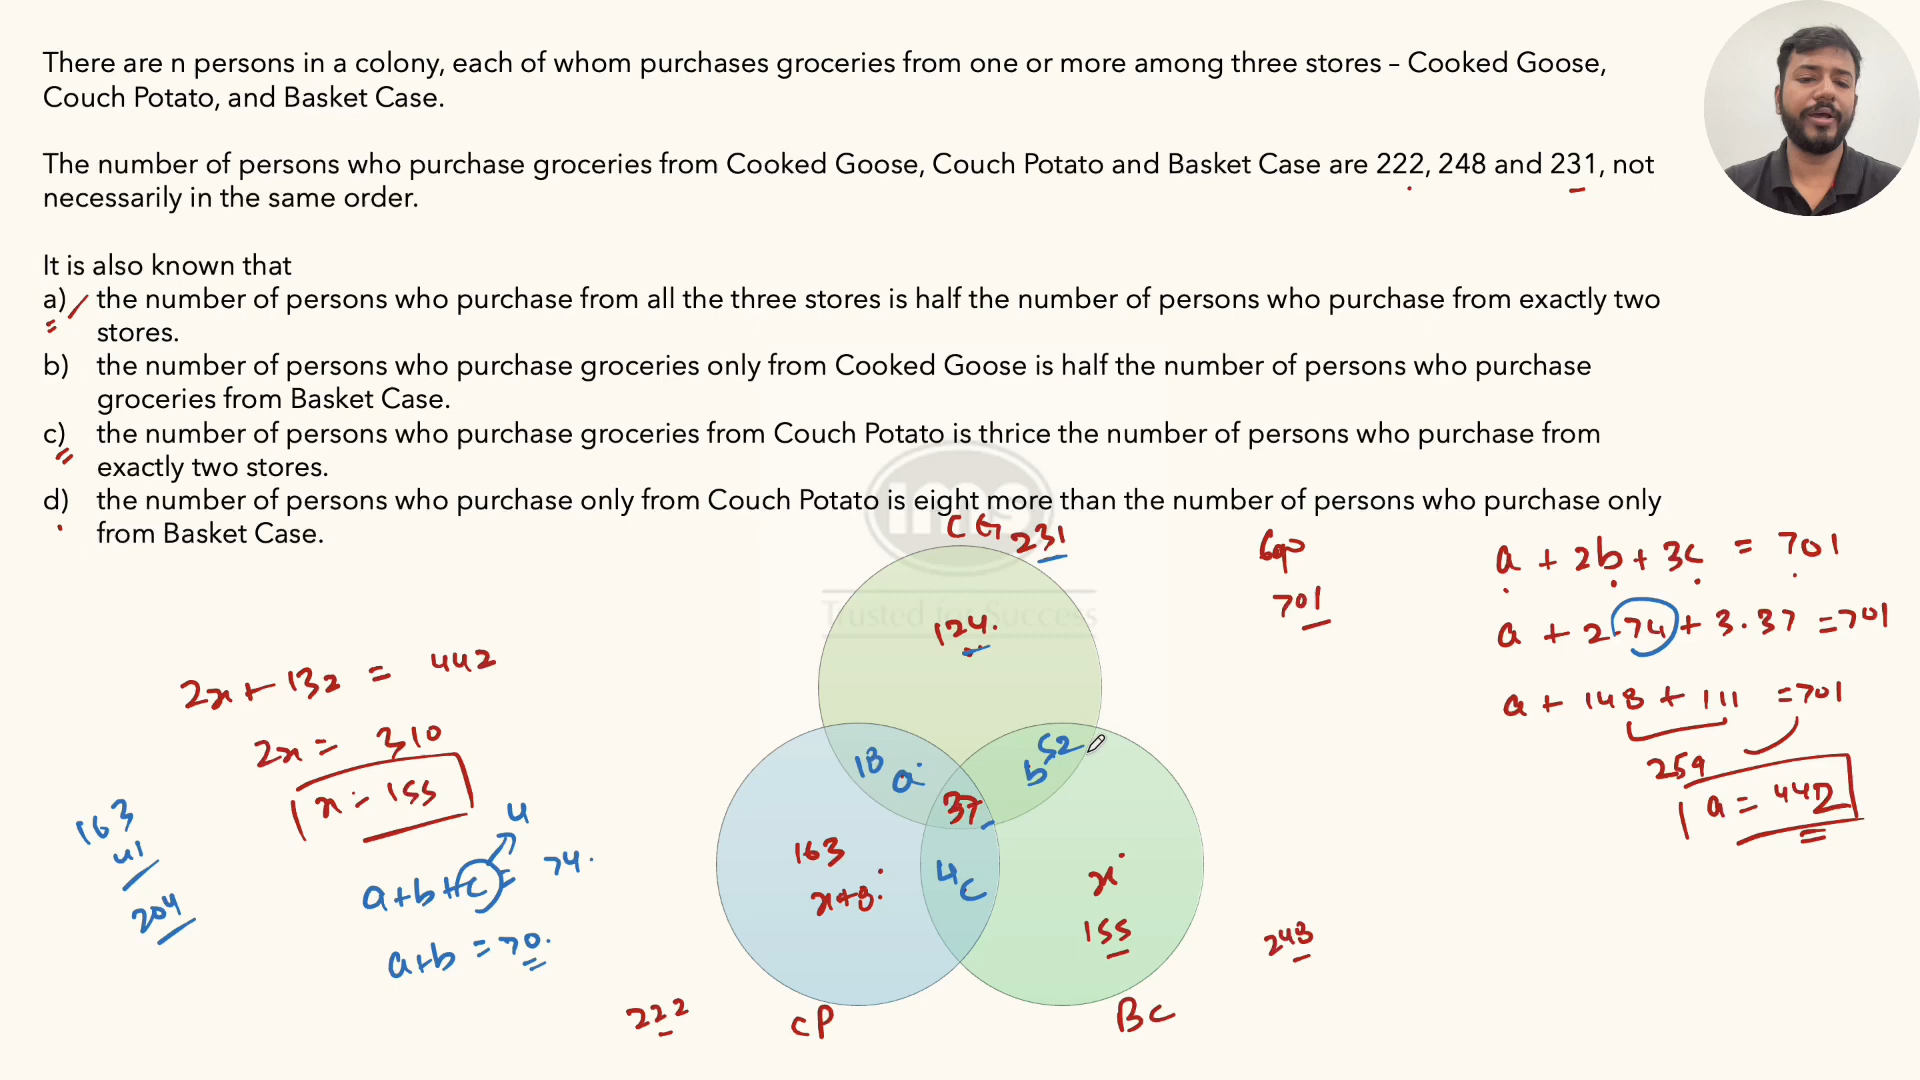 There are n persons in a colony, each of whom purchases groceries from one or more among three stores – Cooked Goose,
Couch Potato, and Basket Case.
The number of persons who purchase groceries from Cooked Goose, Couch Potato and Basket Case are 222, 248 and 231, not
necessarily in the same order.
It is also known that
a) the number of persons who purchase from all the three stores is half the number of persons who purchase from exactly two
stores.
b) the number of persons who purchase groceries only from Cooked Goose is half the number of persons who purchase
groceries from Basket Case.
c) the number of persons who purchase groceries from Couch Potato is thrice the number of persons who purchase from
exactly two stores.
d) the number of persons who purchase only from Couch Potato is eight more than the number of persons who purchase only
from Basket Case.
ims
Trusted for Success
CG 231
124.
18 a
b 52
37
163
x+8.
4 c
x
155
222
CP
BC
248
701
2x + 132 = 442
2x = 310
x = 155
163
41
204
a+b+c = 74.
4
a+b = 70.
a + 2b + 3c = 701
a + 2.74 + 3.37 = 701
a + 148 + 111 = 701
259
a = 442